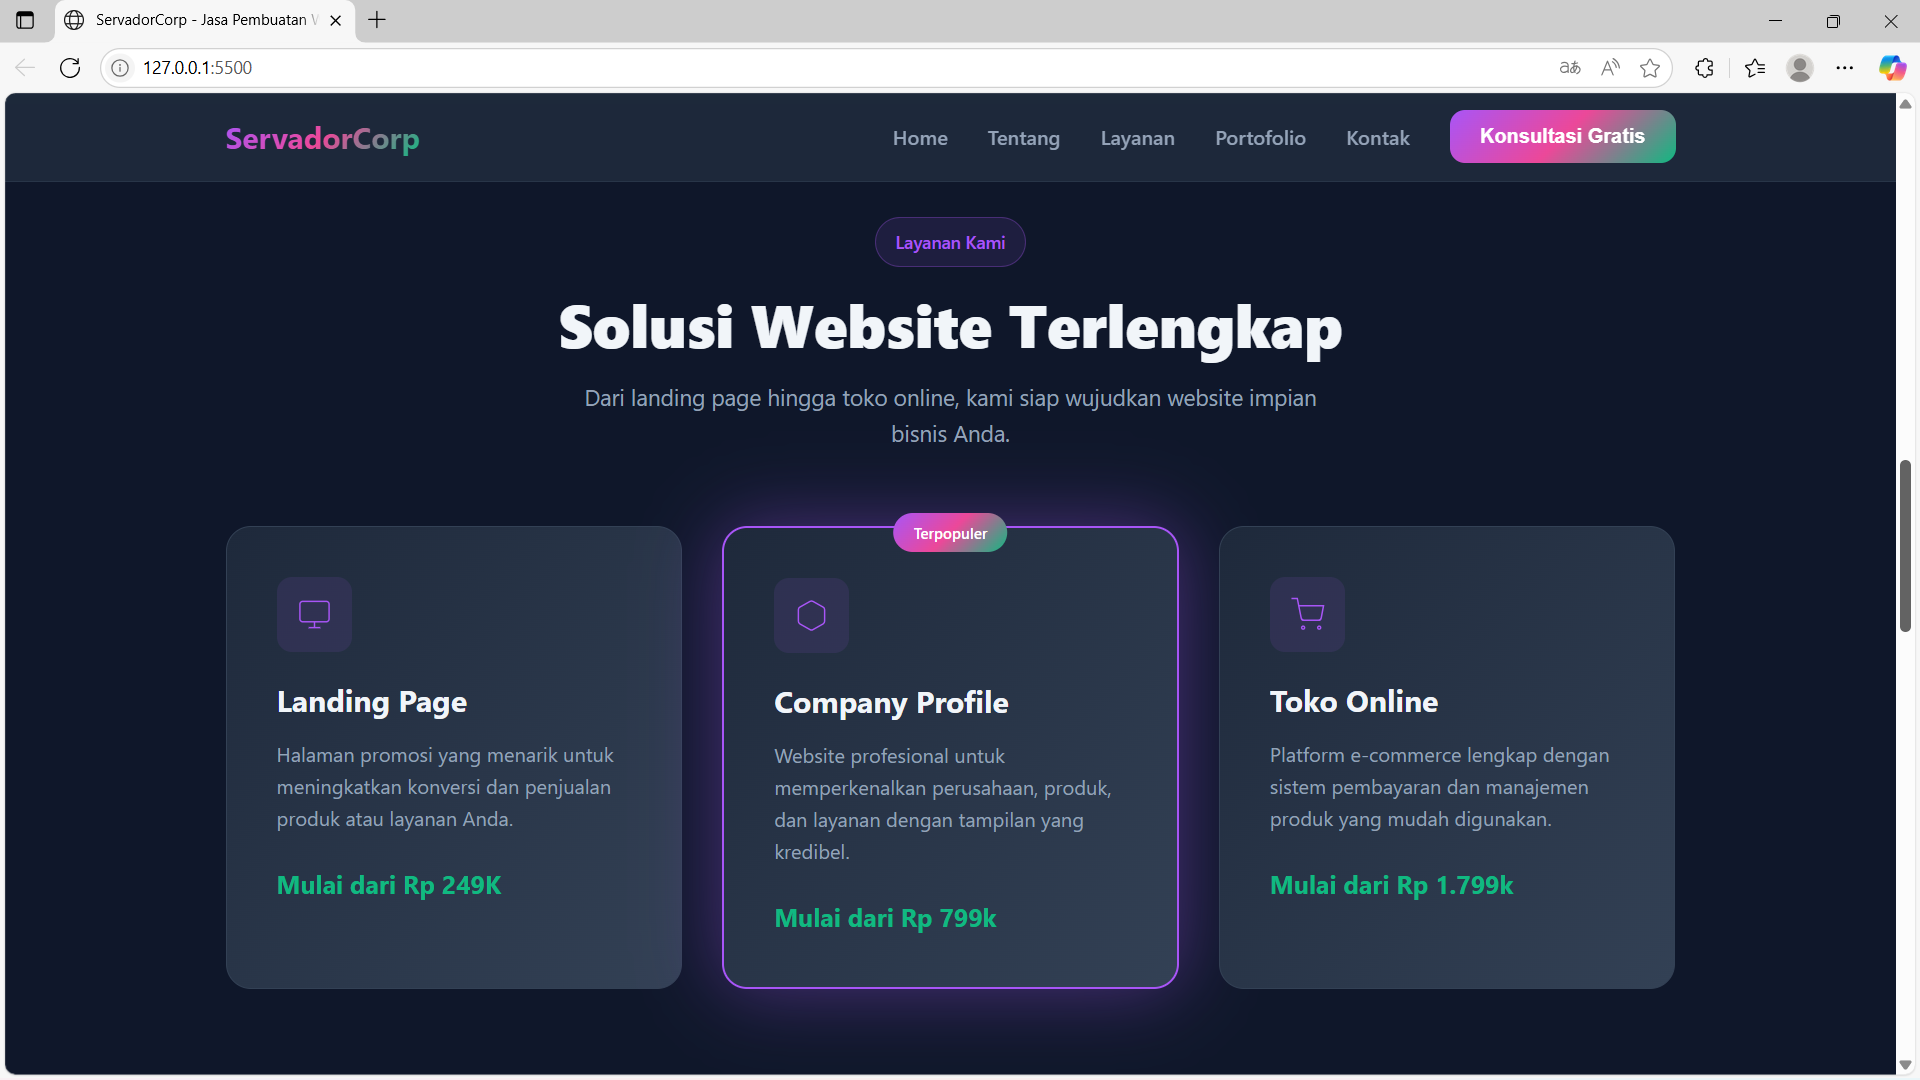 ServadorCorp - Jasa Pembuatan W
127.0.0.1:5500
ServadorCorp
Home
Tentang
Layanan
Portofolio
Kontak
Konsultasi Gratis
Layanan Kami
Solusi Website Terlengkap
Dari landing page hingga toko online, kami siap wujudkan website impian
bisnis Anda.
Landing Page
Halaman promosi yang menarik untuk
meningkatkan konversi dan penjualan
produk atau layanan Anda.
Mulai dari Rp 249K
Terpopuler
Company Profile
Website profesional untuk
memperkenalkan perusahaan, produk,
dan layanan dengan tampilan yang
kredibel.
Mulai dari Rp 799k
Toko Online
Platform e-commerce lengkap dengan
sistem pembayaran dan manajemen
produk yang mudah digunakan.
Mulai dari Rp 1.799k